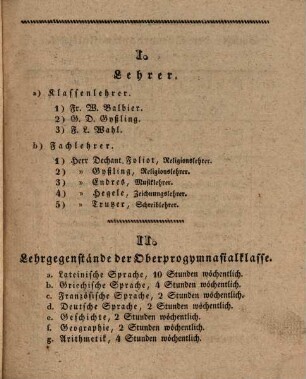 I.
Lehrer.
a) Klassenlehrer.
1) Fr. W. Balbier.
2) G. D. Gyßling.
3) F. L. Wahl.
b) Fachlehrer.
1) Herr Dechant. Foliot, Religionslehrer.
2) » Gyßling, Religionslehrer.
3) » Endres, Musiklehrer.
4) » Hegele, Zeichnungslehrer.
5) » Trutzer, Schreiblehrer.
II.
Lehrgegenstände der Oberprogymnasialklasse.
a. Lateinische Sprache, 10 Stunden wöchentlich.
b. Griechische Sprache, 4 Stunden wöchentlich.
c. Französische Sprache, 2 Stunden wöchentlich.
d. Deutsche Sprache, 2 Stunden wöchentlich.
e. Geschichte, 2 Stunden wöchentlich.
f. Geographie, 2 Stunden wöchentlich.
g. Arithmetik, 4 Stunden wöchentlich.